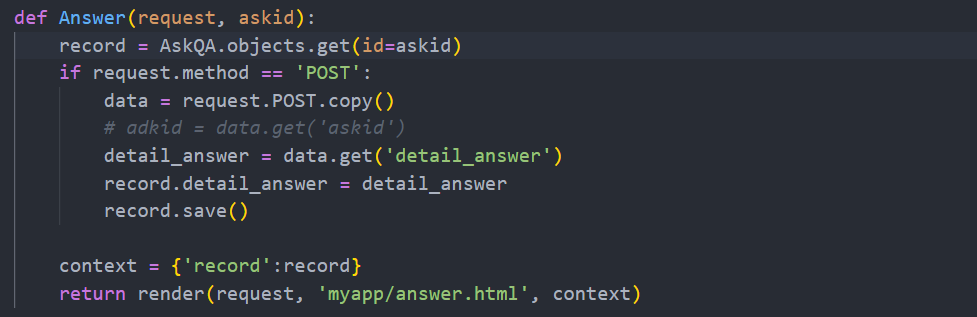 def Answer(request, askid):
    record = AskQA.objects.get(id=askid)
    if request.method == 'POST':
        data = request.POST.copy()
        # adkid = data.get('askid')
        detail_answer = data.get('detail_answer')
        record.detail_answer = detail_answer
        record.save()

    context = {'record':record}
    return render(request, 'myapp/answer.html', context)